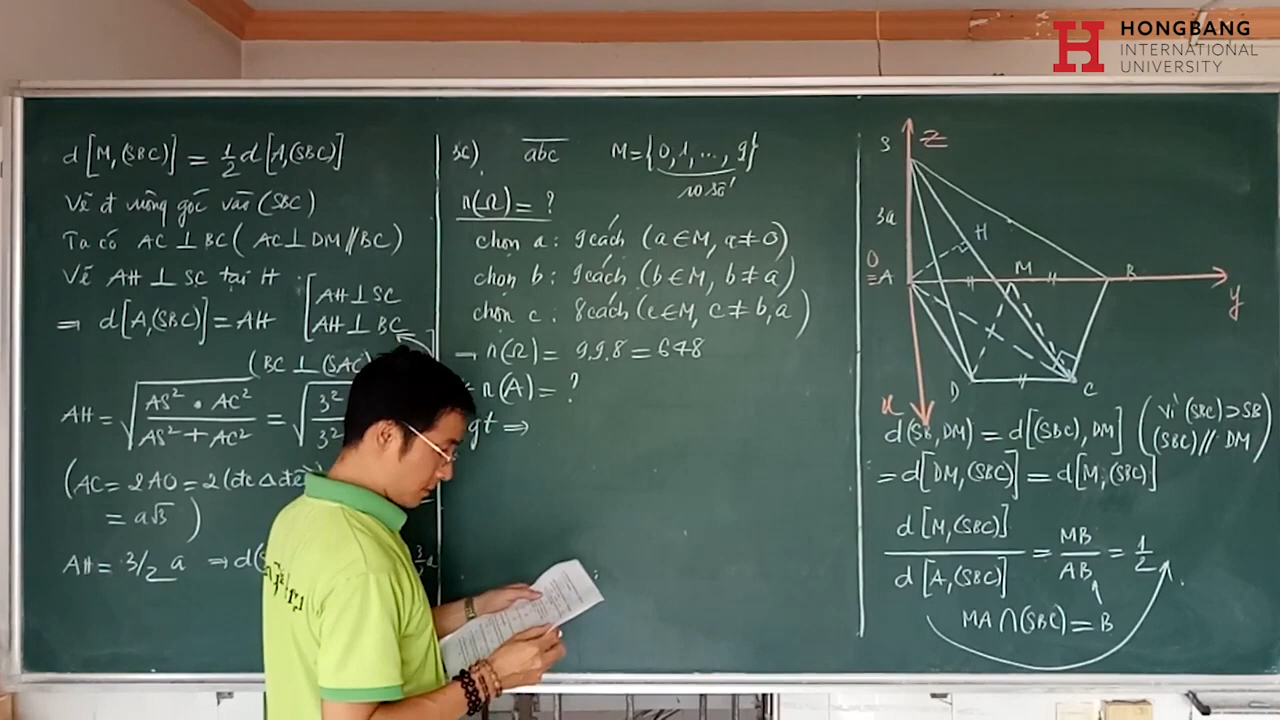 HONGBANG
INTERNATIONAL
UNIVERSITY
d[M,(SBC)] = 1/2 d[A,(SBC)]
Vẽ đt vuông góc vào (SBC)
Ta có AC ⊥ BC (AC ⊥ DM // BC)
Vẽ AH ⊥ SC tại H
AH ⊥ SC
⇒ d[A,(SBC)] = AH
AH ⊥ BC
(BC ⊥ (SAC)
AH = √(AS² . AC² / AS² + AC²) = √(3² / 3²
(AC = 2AO = 2(đc Δ đều
= a√3)
AH = 3/2 a ⇒ d(
3c) abc M={0,1,...,9}
10 số
n(Ω) = ?
chọn a: 9 cách (a ∈ M, a ≠ 0)
chọn b: 9 cách (b ∈ M, b ≠ a)
chọn c: 8 cách (c ∈ M, c ≠ b, a)
→ n(Ω) = 9.9.8 = 648
n(A) = ?
gt ⇒
S z
3a
H
O
≡ A M B
y
D C
x
d(SB,DM) = d[(SBC),DM] (vì (SBC) ⊃ SB
(SBC) // DM)
= d[DM,(SBC)] = d[M,(SBC)]
d[M,(SBC)] / d[A,(SBC)] = MB/AB = 1/2
MA ∩ (SBC) = B